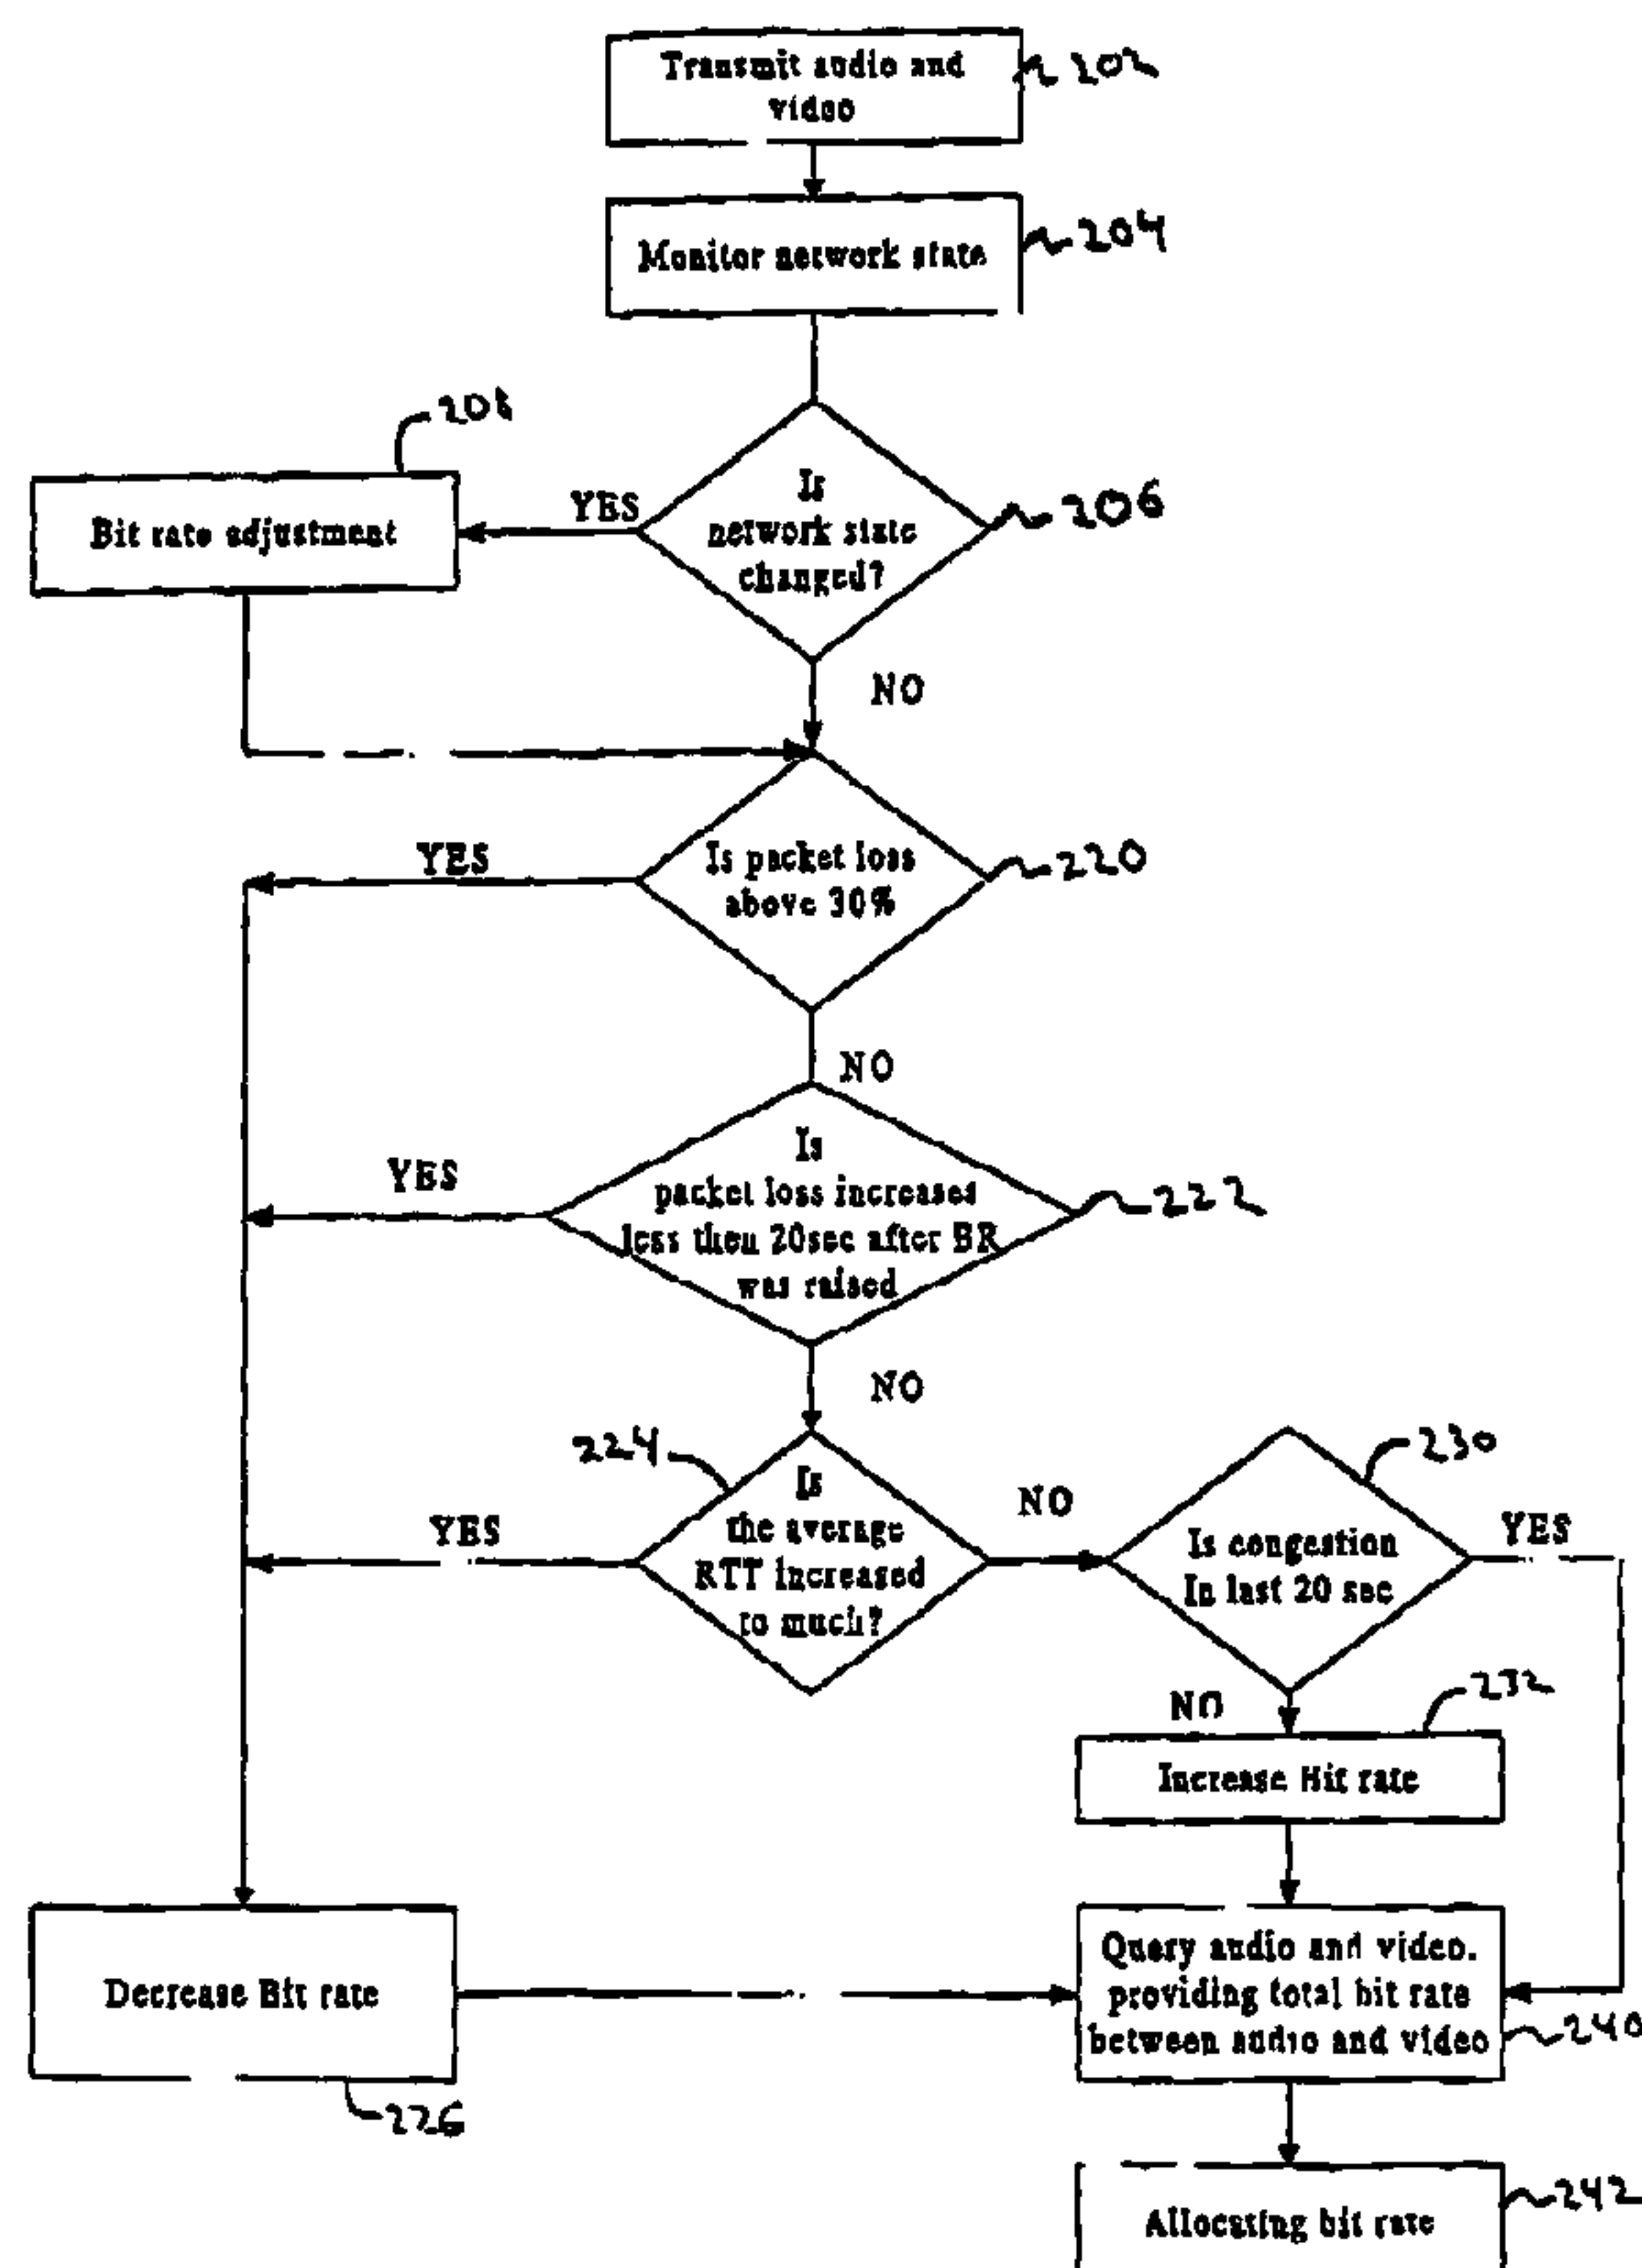 Transmit audio and
video
202
Monitor network state
204
208
Is
network state
changed?
206
YES
Bit rate adjustment
NO
YES
Is packet loss
above 30%
220
NO
Is
packet loss increases
less then 20sec after BR
was raised
222
YES
NO
224
Is
the average
RTT increased
to much?
YES
NO
230
Is congestion
In last 20 sec
YES
NO
232
Increase Bit rate
Decrease Bit rate
226
Query audio and video.
providing total bit rate
between audio and video
240
Allocating bit rate
242